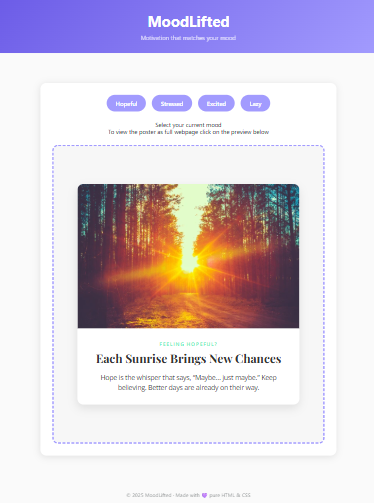 MoodLifted
Motivation that matches your mood
Hopeful
Stressed
Excited
Lazy
Select your current mood
To view the poster as full webpage click on the preview below
FEELING HOPEFUL?
Each Sunrise Brings New Chances
Hope is the whisper that says, "Maybe... just maybe." Keep
believing. Better days are already on their way.
© 2025 MoodLifted - Made with 💜 pure HTML & CSS